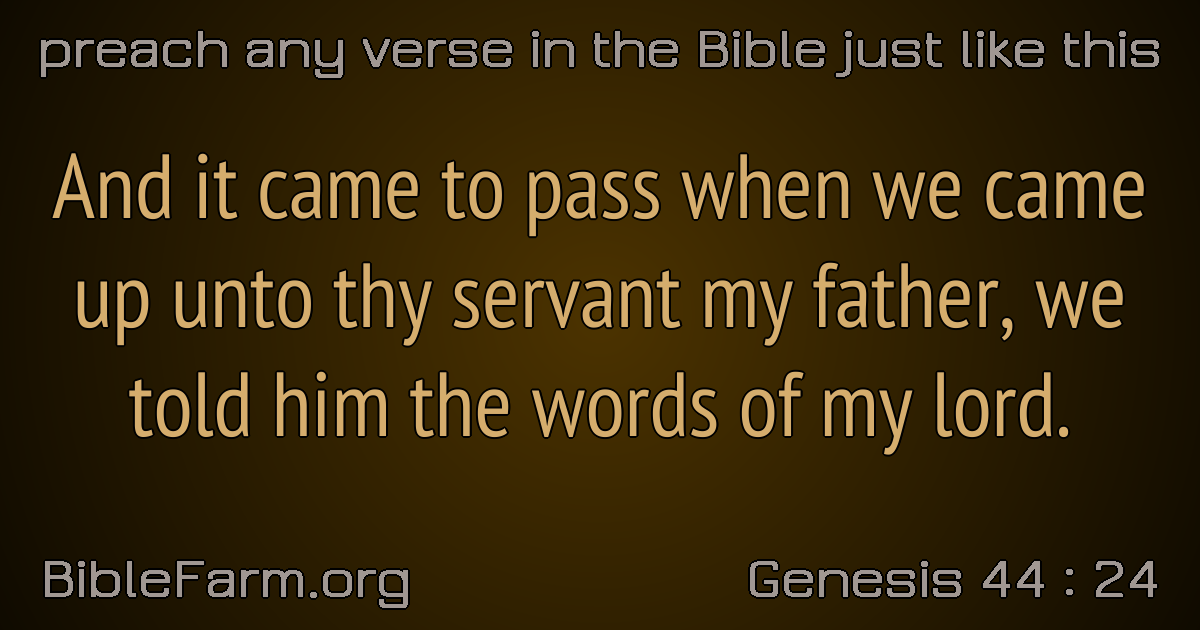 preach any verse in the Bible just like this
And it came to pass when we came
up unto thy servant my father, we
told him the words of my lord.
BibleFarm.org
Genesis 44 : 24